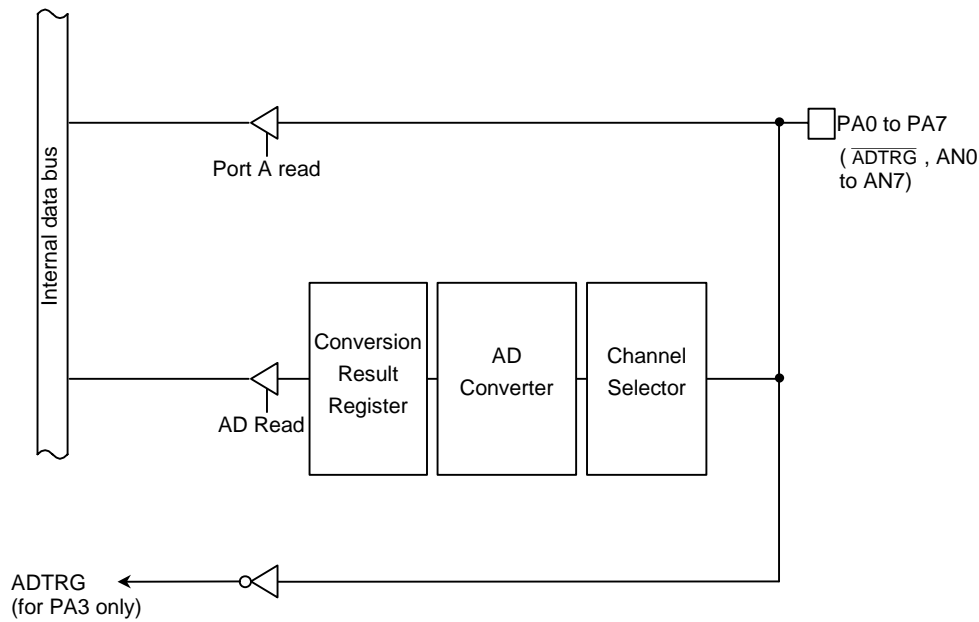 Internal data bus
Port A read
PA0 to PA7
( ADTRG , AN0
to AN7)
Conversion
Result
Register
AD
Converter
Channel
Selector
AD Read
ADTRG
(for PA3 only)